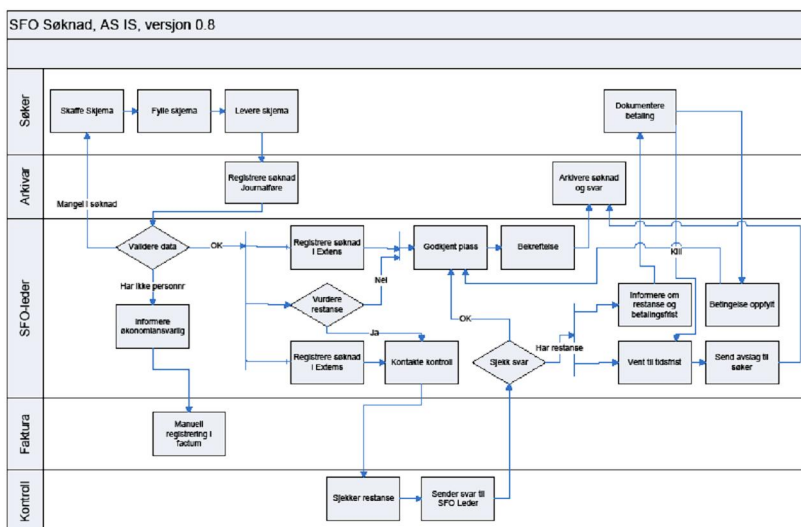 SFO Søknad, AS IS, versjon 0.8
Søker
Skaffe Skjema
Fylle skjema
Levere skjema
Dokumentere
betaling
Arkivar
Registrere søknad
Journalføre
Arkivere søknad
og svar
Mangel i søknad
SFO-leder
Validere data
OK
Registrere søknad
i Extens
Godkjent plass
Bekreftelse
Kill
Nei
Har ikke personnr
Vurdere
restanse
Informere om
restanse og
betalingsfrist
Betingelse oppfylt
Informere
økonomiansvarlig
OK
Ja
Har restanse
Registrere søknad
i Extens
Kontakte kontroll
Sjekk svar
Vent til tidsfrist
Send avslag til
søker
Faktura
Manuell
registrering i
factum
Kontroll
Sjekker restanse
Sender svar til
SFO Leder